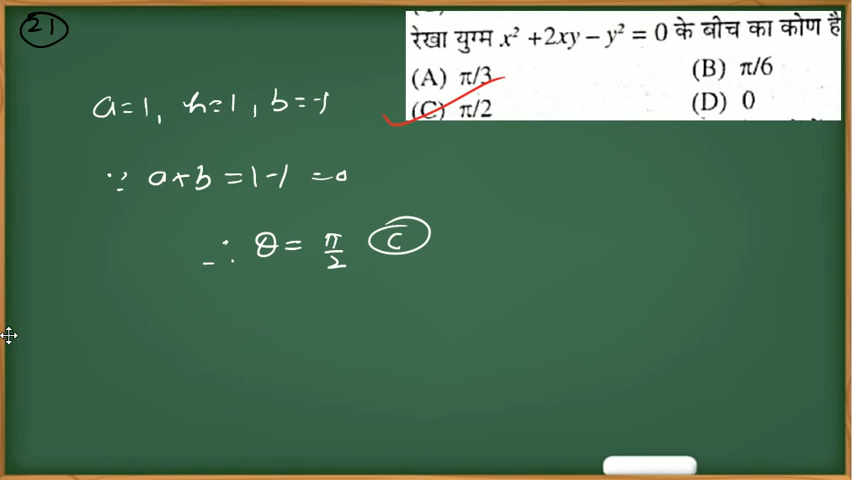 21
रेखा युग्म x² +2xy − y² = 0 के बीच का कोण है
(A) π/3 (B) π/6
(C) π/2 (D) 0
a=1, h=1, b=-1
∵ a+b = 1-1 =0
∴ θ = π/2 C